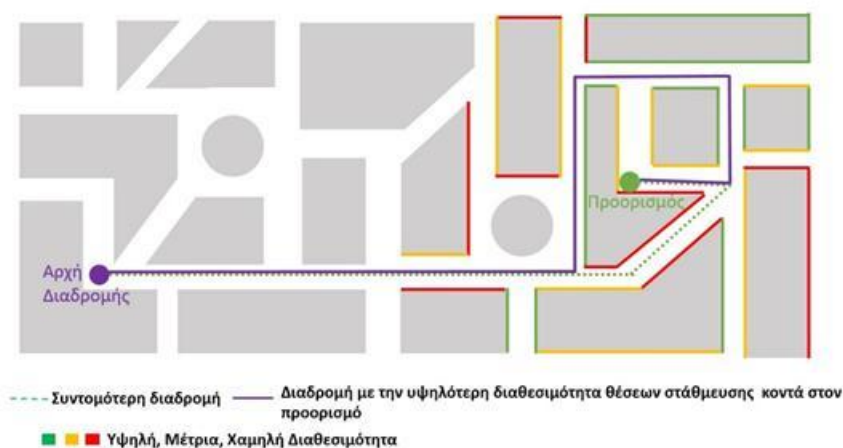 Προορισμός
Αρχή
Διαδρομής
Συντομότερη διαδρομή
Διαδρομή με την υψηλότερη διαθεσιμότητα θέσεων στάθμευσης κοντά στον
προορισμό
Υψηλή, Μέτρια, Χαμηλή Διαθεσιμότητα